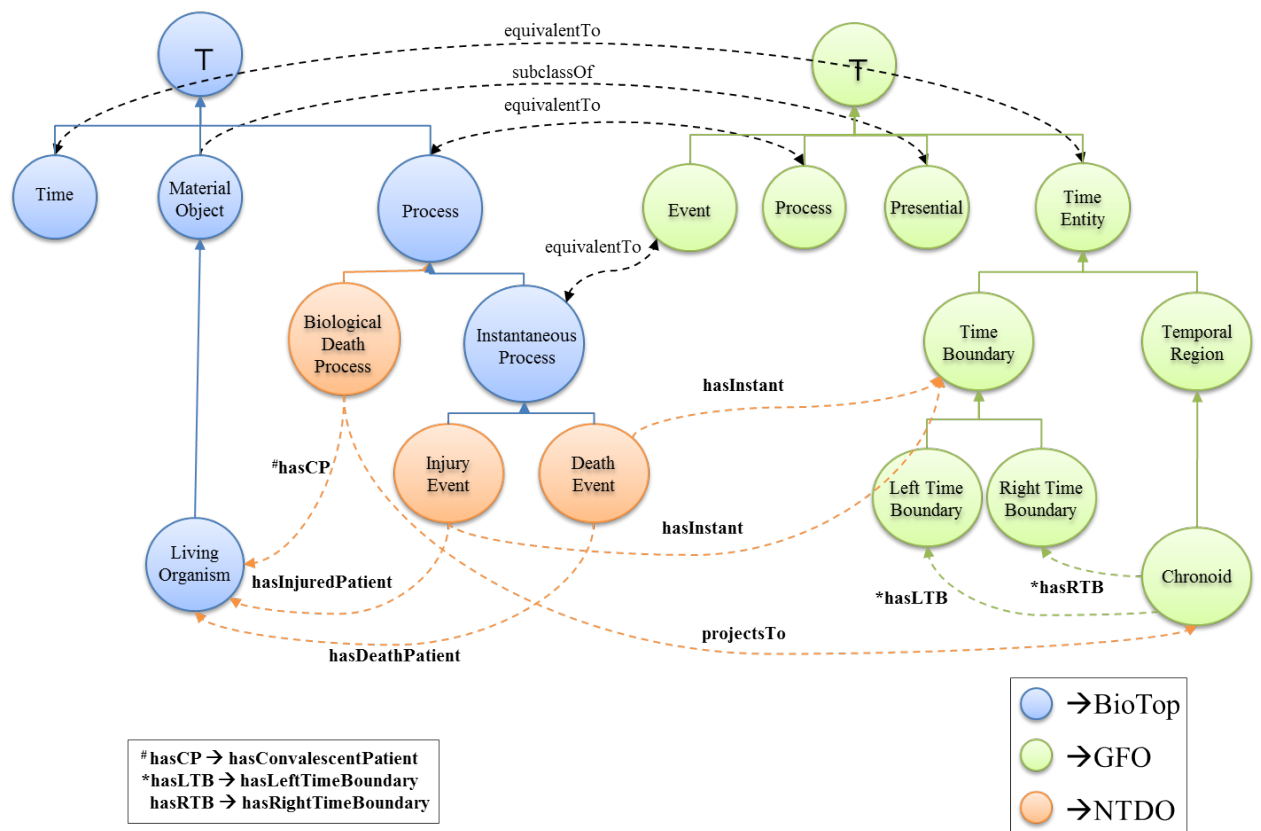 equivalentTo
T
subclassOf
T
equivalentTo
Time
Material
Object
Process
Event
Process
Presential
Time
Entity
equivalentTo
Biological
Death
Process
Instantaneous
Process
Time
Boundary
Temporal
Region
hasInstant
#hasCP
Injury
Event
Death
Event
Left Time
Boundary
Right Time
Boundary
hasInstant
Living
Organism
hasInjuredPatient
Chronoid
*hasLTB
*hasRTB
projectsTo
hasDeathPatient
→BioTop
→GFO
→NTDO
#hasCP → hasConvalescentPatient
*hasLTB → hasLeftTimeBoundary
hasRTB → hasRightTimeBoundary